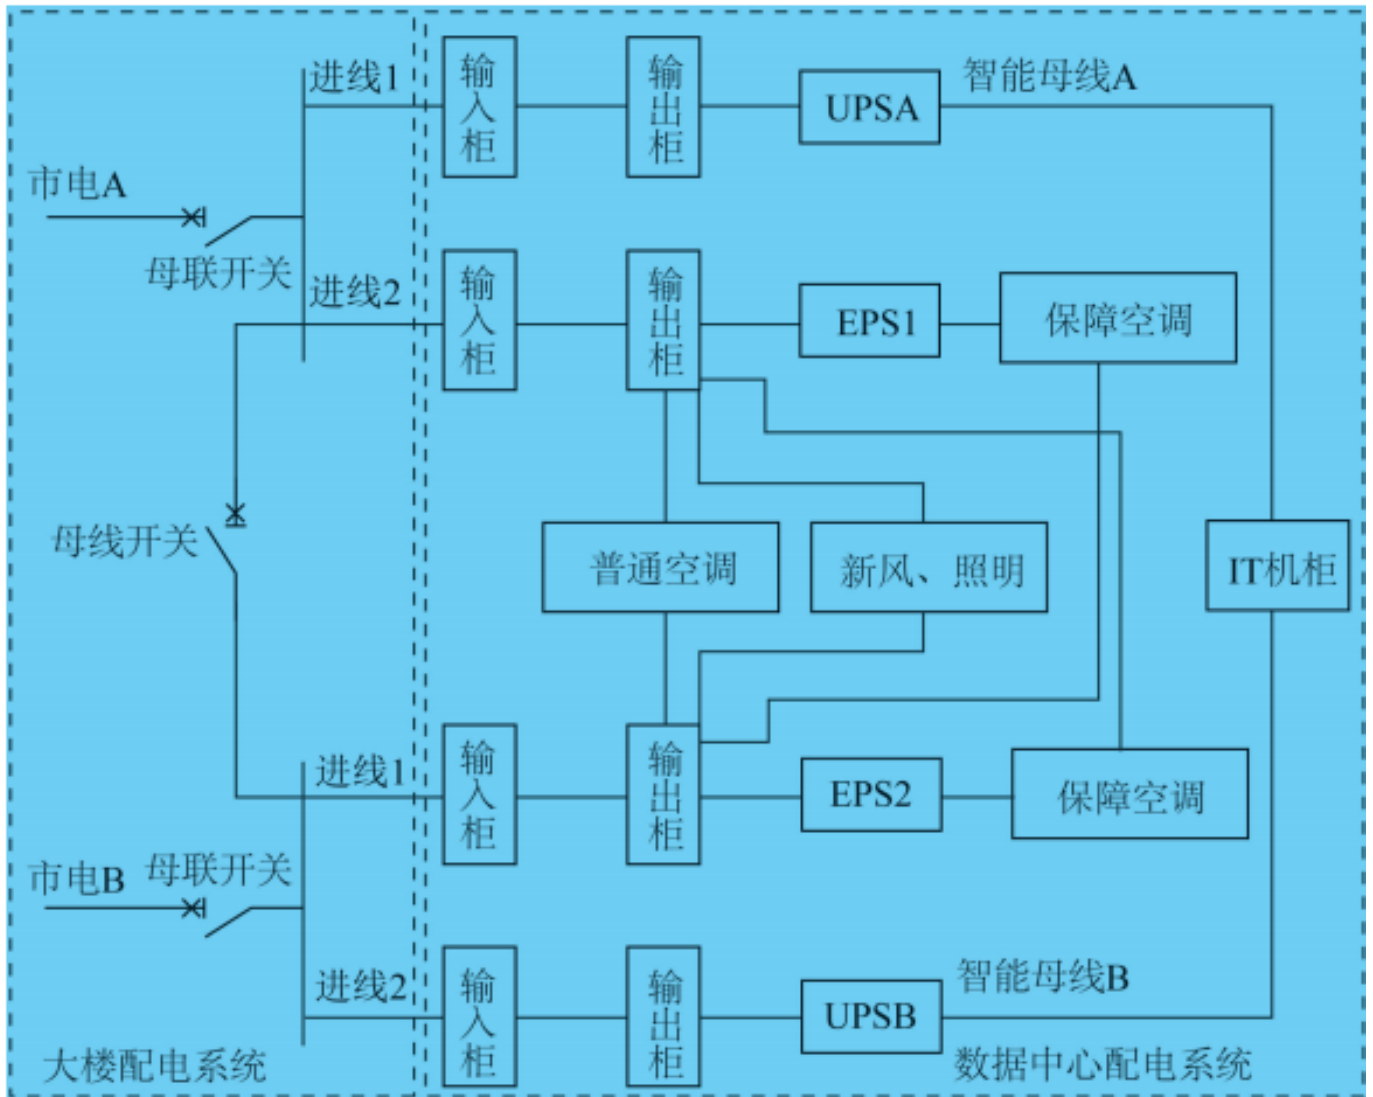 进线1
输入柜
输出柜
UPSA
智能母线A
市电A
母联开关
进线2
输入柜
输出柜
EPS1
保障空调
母线开关
普通空调
新风、照明
IT机柜
进线1
输入柜
输出柜
EPS2
保障空调
市电B
母联开关
进线2
输入柜
输出柜
UPSB
智能母线B
大楼配电系统
数据中心配电系统